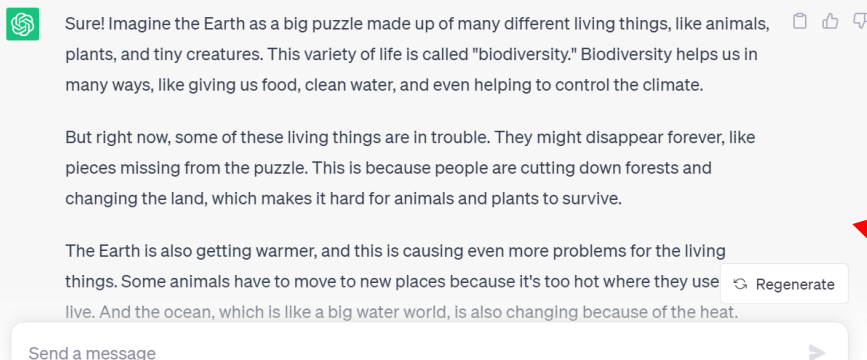 Sure! Imagine the Earth as a big puzzle made up of many different living things, like animals,
plants, and tiny creatures. This variety of life is called "biodiversity." Biodiversity helps us in
many ways, like giving us food, clean water, and even helping to control the climate.
But right now, some of these living things are in trouble. They might disappear forever, like
pieces missing from the puzzle. This is because people are cutting down forests and
changing the land, which makes it hard for animals and plants to survive.
The Earth is also getting warmer, and this is causing even more problems for the living
things. Some animals have to move to new places because it's too hot where they use
Regenerate
live. And the ocean, which is like a big water world, is also changing because of the heat.
Send a message